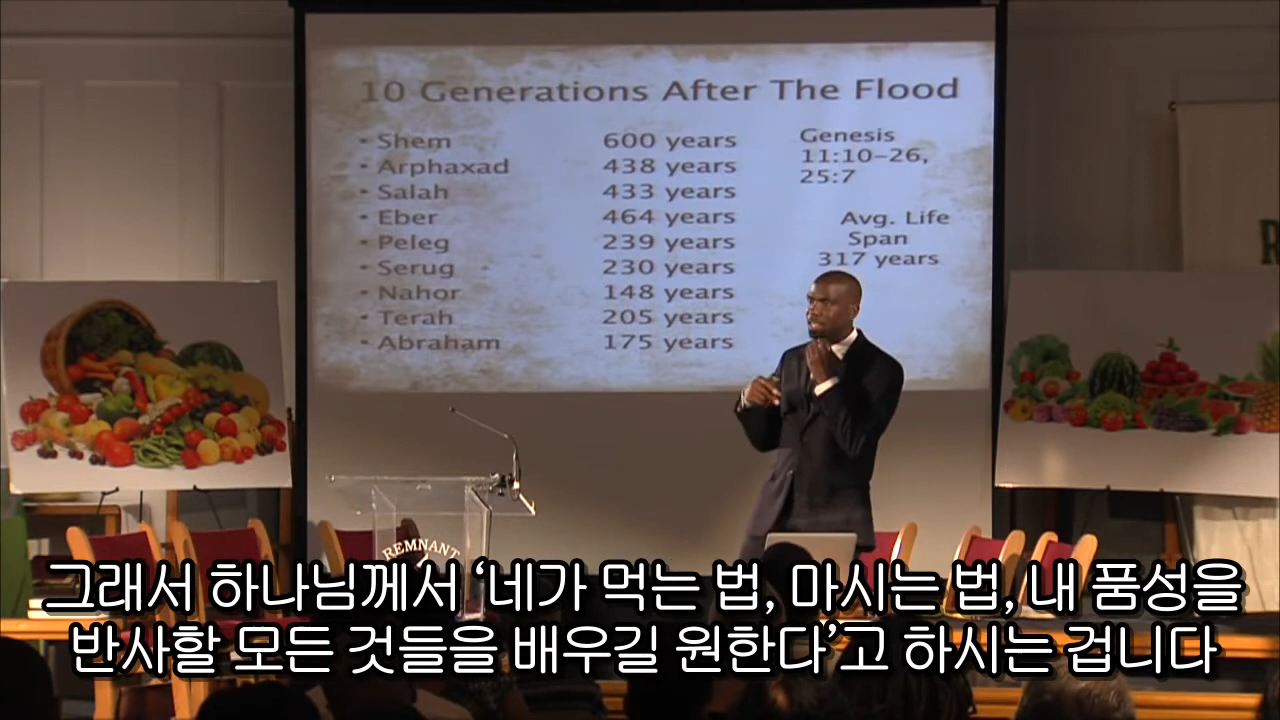 10 Generations After The Flood
• Shem 600 years
• Arphaxad 438 years
• Salah 433 years
• Eber 464 years
• Peleg 239 years
• Serug 230 years
• Nahor 148 years
• Terah 205 years
• Abraham 175 years
Genesis
11:10-26,
25:7
Avg. Life
Span
317 years
REMNANT
그래서 하나님께서 ‘네가 먹는 법, 마시는 법, 내 품성을
반사할 모든 것들을 배우길 원한다’고 하시는 겁니다